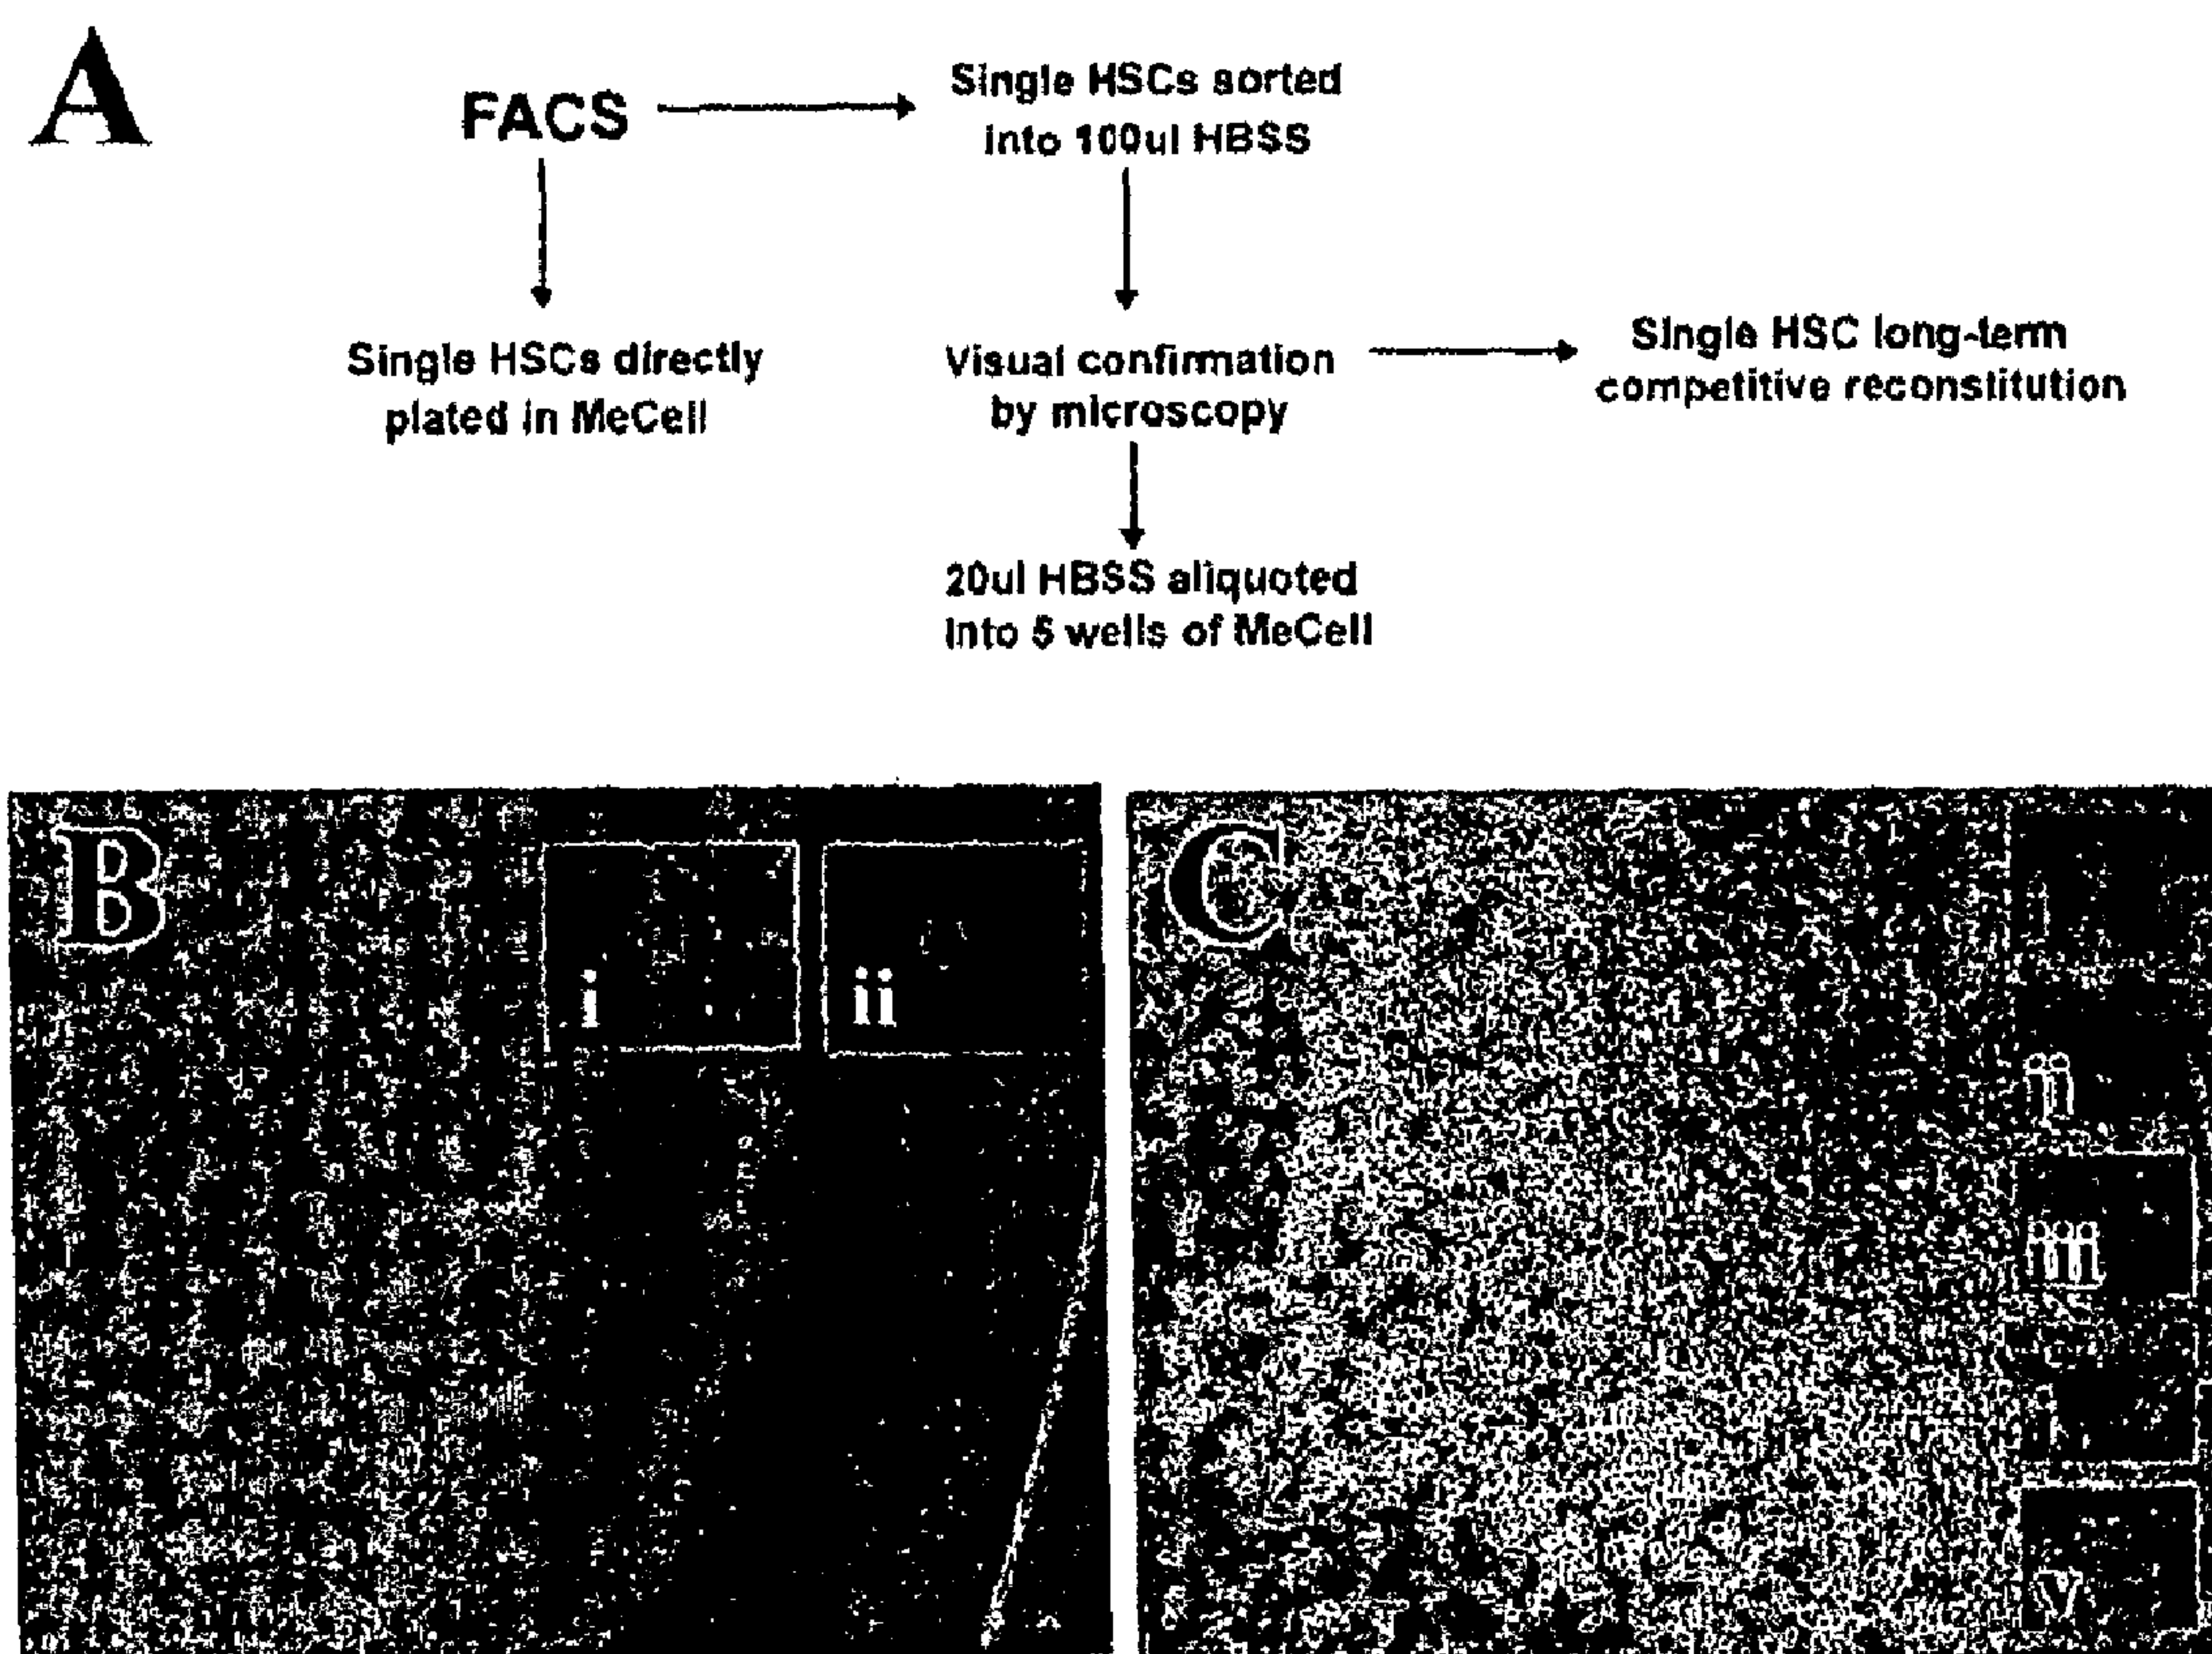 A
FACS
Single HSCs sorted
into 100ul HBSS
Single HSCs directly
plated in MeCell
Visual confirmation
by microscopy
Single HSC long-term
competitive reconstitution
20ul HBSS aliquoted
into 5 wells of MeCell
B
i
ii
C
i
ii
iii
v